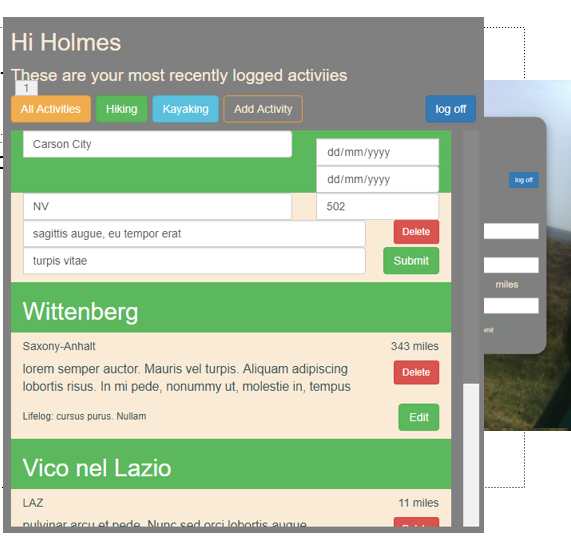 Hi Holmes
These are your most recently logged activiies
1
All Activities
Hiking
Kayaking
Add Activity
log off
Carson City
dd/mm/yyyy
dd/mm/yyyy
NV
502
sagittis augue, eu tempor erat
Delete
turpis vitae
Submit
Wittenberg
Saxony-Anhalt
343 miles
lorem semper auctor. Mauris vel turpis. Aliquam adipiscing
lobortis risus. In mi pede, nonummy ut, molestie in, tempus
Delete
Lifelog: cursus purus. Nullam
Edit
Vico nel Lazio
LAZ
11 miles
pulvinar arcu et pede. Nunc sed orci lobortis augue
log off
miles